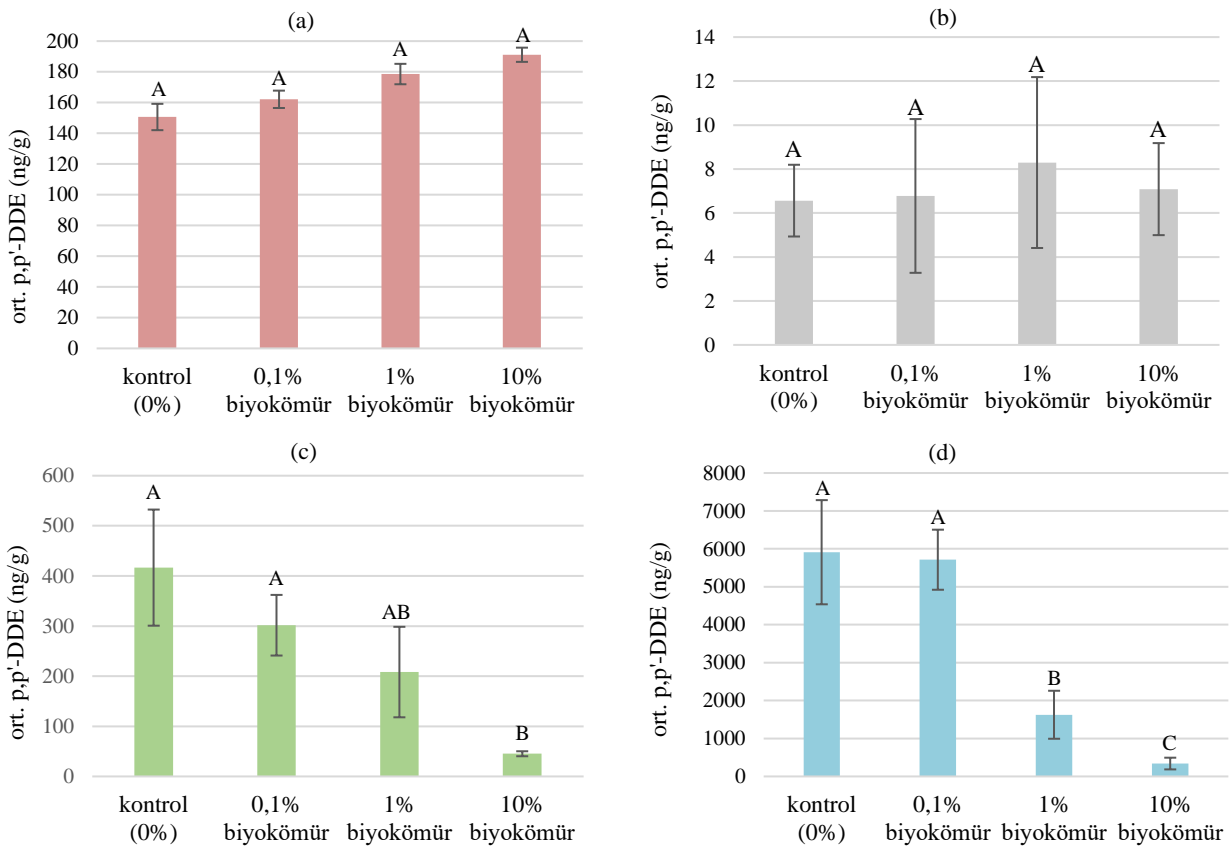 (a)
ort. p,p'-DDE (ng/g)
200
180
160
140
120
100
80
60
40
20
0
A
A
A
A
kontrol
(0%)
0,1%
biyokömür
1%
biyokömür
10%
biyokömür
(b)
ort. p,p'-DDE (ng/g)
14
12
10
8
6
4
2
0
A
A
A
A
kontrol
(0%)
0,1%
biyokömür
1%
biyokömür
10%
biyokömür
(c)
ort. p,p'-DDE (ng/g)
600
500
400
300
200
100
0
A
A
AB
B
kontrol
(0%)
0,1%
biyokömür
1%
biyokömür
10%
biyokömür
(d)
ort. p,p'-DDE (ng/g)
8000
7000
6000
5000
4000
3000
2000
1000
0
A
A
B
C
kontrol
(0%)
0,1%
biyokömür
1%
biyokömür
10%
biyokömür